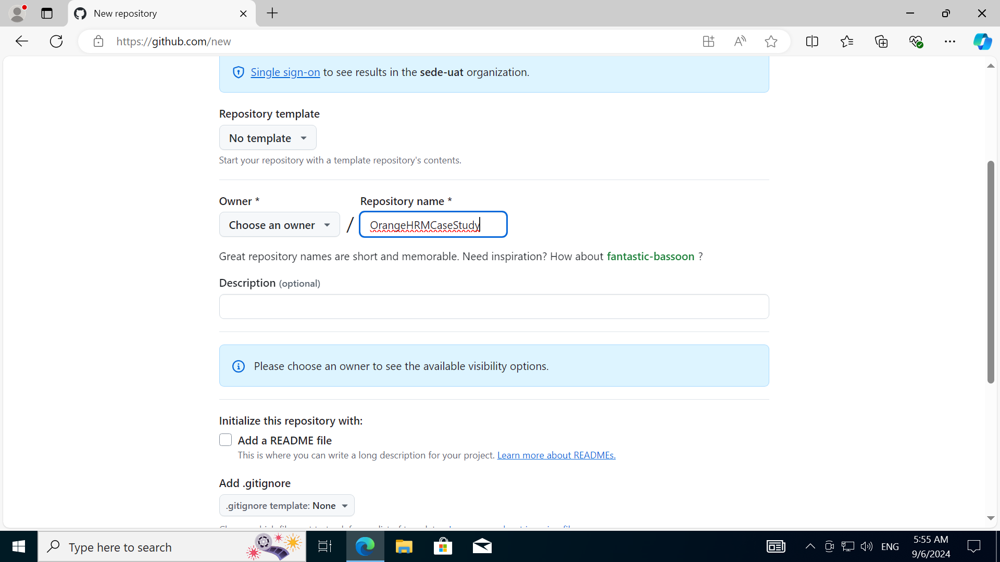 New repository
https://github.com/new
Single sign-on to see results in the sede-uat organization.
Repository template
No template
Start your repository with a template repository's contents.
Owner * Repository name *
Choose an owner / OrangeHRMCaseStudy
Great repository names are short and memorable. Need inspiration? How about fantastic-bassoon ?
Description (optional)
Please choose an owner to see the available visibility options.
Initialize this repository with:
Add a README file
This is where you can write a long description for your project. Learn more about READMEs.
Add .gitignore
.gitignore template: None
Type here to search
ENG
5:55 AM
9/6/2024